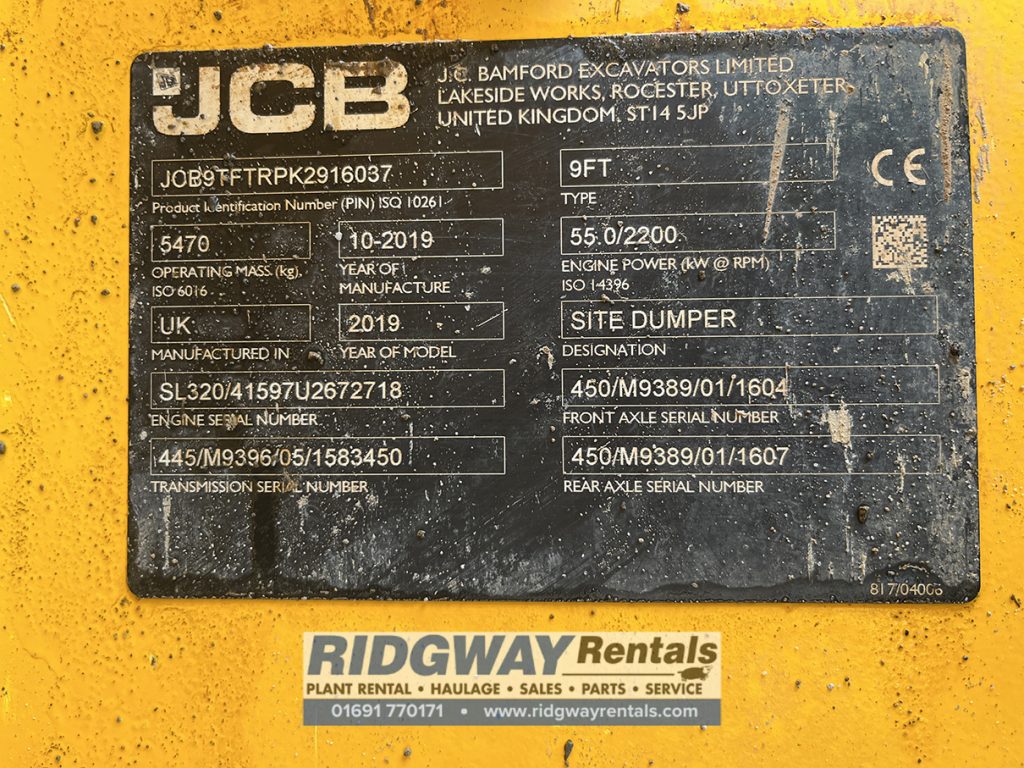 JCB
J.C. BAMFORD EXCAVATORS LIMITED
LAKESIDE WORKS, ROCESTER, UTTOXETER,
UNITED KINGDOM, ST14 5JP
JCB9TFTRPK2916037
Product Identification Number (PIN) ISO 10261
9FT
TYPE
CE
5470
OPERATING MASS (kg),
ISO 6016
10-2019
YEAR OF
MANUFACTURE
55.0/2200
ENGINE POWER (kW @ RPM)
ISO 14396
UK
MANUFACTURED IN
2019
YEAR OF MODEL
SITE DUMPER
DESIGNATION
SL320/41597U2672718
ENGINE SERIAL NUMBER
450/M9389/01/1604
FRONT AXLE SERIAL NUMBER
445/M9396/05/1583450
TRANSMISSION SERIAL NUMBER
450/M9389/01/1607
REAR AXLE SERIAL NUMBER
817/04006
RIDGWAY Rentals
PLANT RENTAL • HAULAGE • SALES • PARTS • SERVICE
01691 770171 • www.ridgwayrentals.com